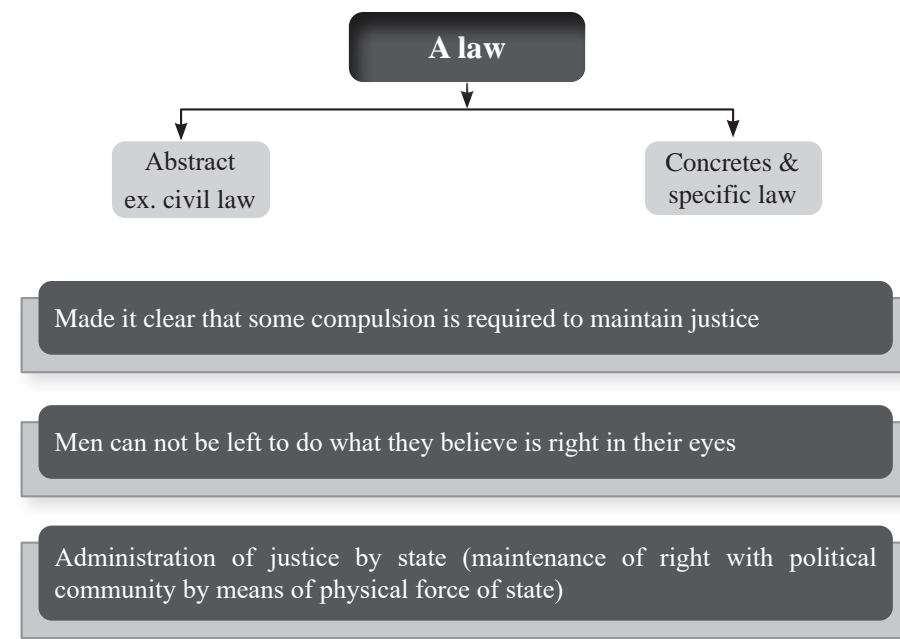 A law
Abstract
ex. civil law
Concretes &
specific law
Made it clear that some compulsion is required to maintain justice
Men can not be left to do what they believe is right in their eyes
Administration of justice by state (maintenance of right with political
community by means of physical force of state)